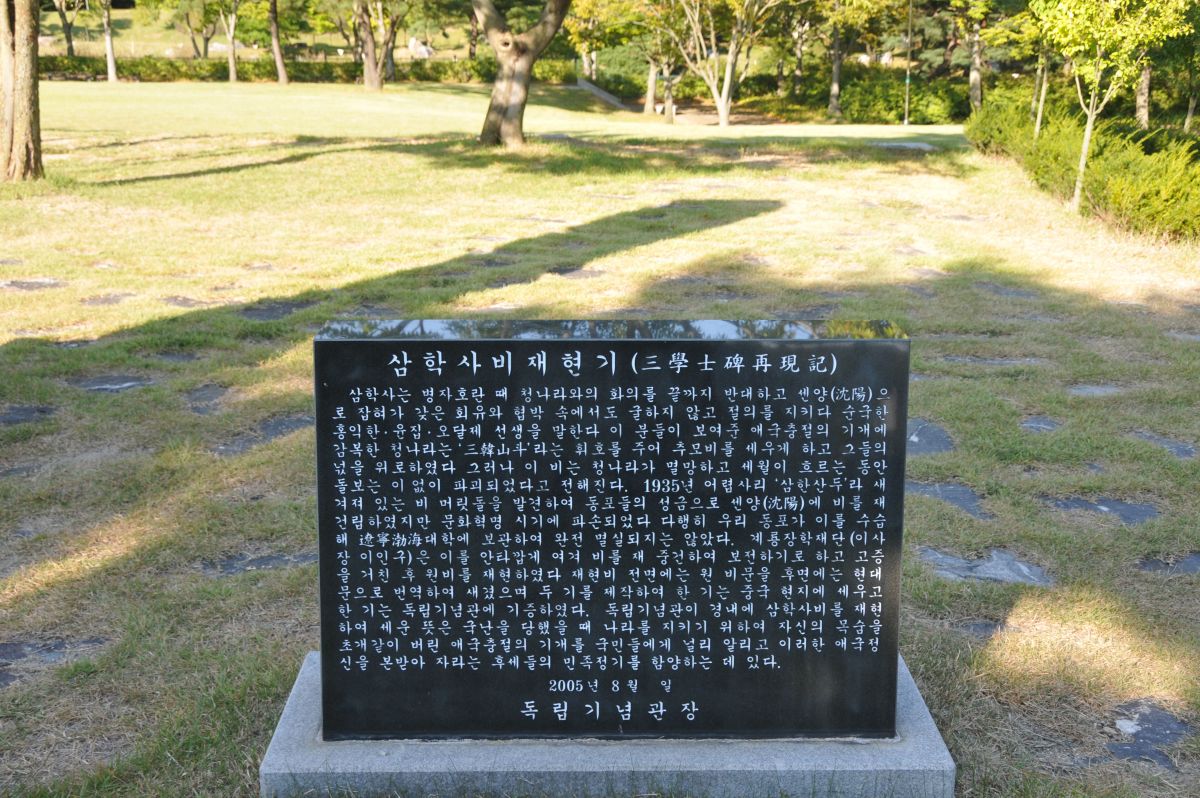 삼학사비재현기(三學士碑再現記)
삼학사는 병자호란 때 청나라와의 화의를 끝까지 반대하고 센양(沈陽)으
로 잡혀가 갖은 회유와 협박 속에서도 굴하지 않고 절의를 지키다 순국한
홍익한·윤집·오달제 선생을 말한다 이 분들이 보여준 애국충절의 기개에
감복한 청나라는 '三韓山斗'라는 휘호를 주어 추모비를 세우게 하고 그들의
넋을 위로하였다 그러나 이 비는 청나라가 멸망하고 세월이 흐르는 동안
돌보는 이 없이 파괴되었다고 전해진다. 1935년 어렵사리 '삼한산두'라 새
겨져 있는 비 머릿돌을 발견하여 동포들의 성금으로 센양(沈陽)에 비를 재
건립하였지만 문화혁명 시기에 파손되었다 다행히 우리 동포가 이를 수습
해 遼寧渤海大學에 보관하여 완전 멸실되지는 않았다. 계룡장학재단(이사
장 이인구)은 이를 안타깝게 여겨 비를 재 중건하여 보전하기로 하고 고증
을 거친 후 원비를 재현하였다 재현비 전면에는 원 비문을 후면에는 현대
문으로 번역하여 새겼으며 두 기를 제작하여 한 기는 중국 현지에 세우고
한 기는 독립기념관에 기증하였다. 독립기념관이 경내에 삼학사비를 재현
하여 세운 뜻은 국난을 당했을 때 나라를 지키기 위하여 자신의 목숨을
초개같이 버린 애국충절의 기개를 국민들에게 널리 알리고 이러한 애국정
신을 본받아 자라는 후세들의 민족정기를 함양하는 데 있다.
2005년 8월 일
독립기념관장